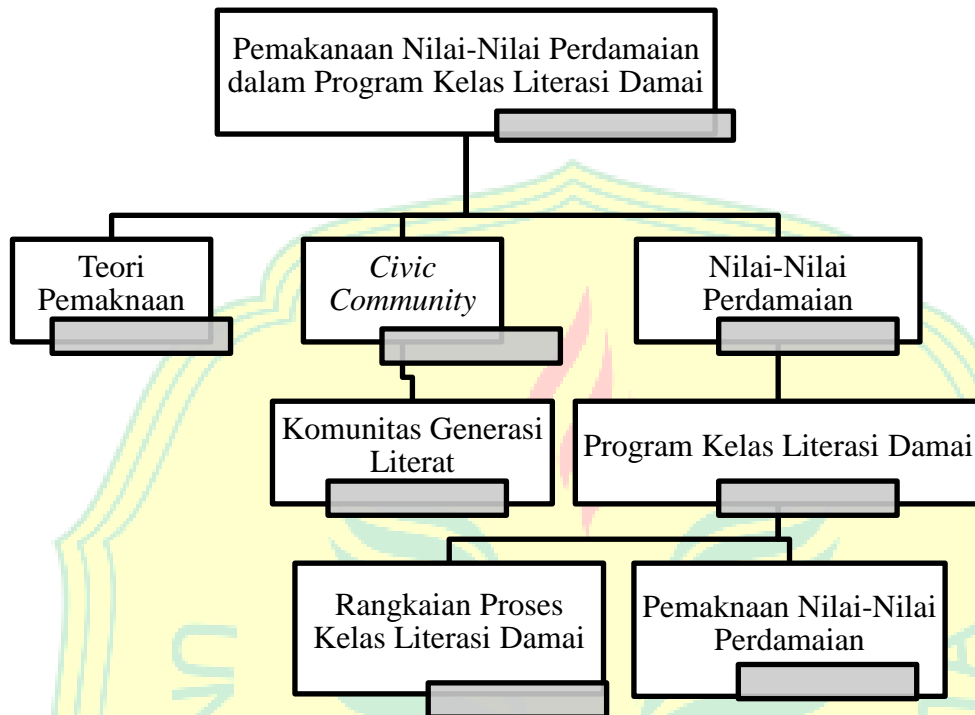 Pemakanaan Nilai-Nilai Perdamaian
dalam Program Kelas Literasi Damai
Teori
Pemaknaan
Civic
Community
Nilai-Nilai
Perdamaian
Komunitas Generasi
Literat
Program Kelas Literasi Damai
Rangkaian Proses
Kelas Literasi Damai
Pemaknaan Nilai-Nilai
Perdamaian